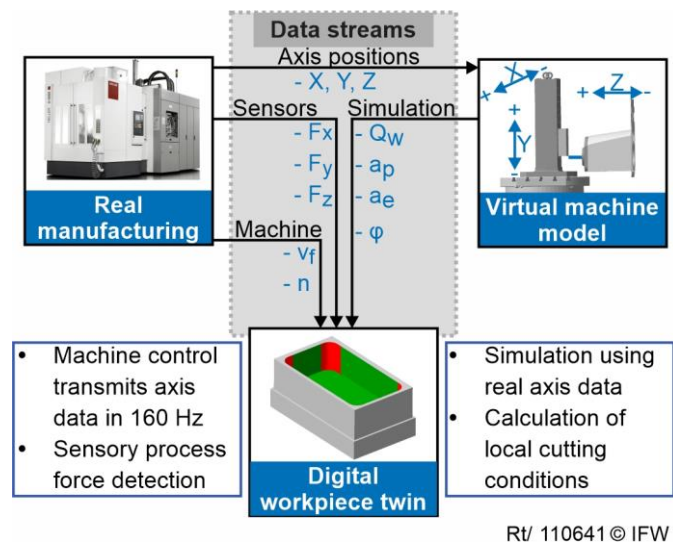 Data streams
Axis positions
- X, Y, Z
Sensors
- Fx
- Fy
- Fz
Simulation
- Qw
- ap
- ae
- φ
Machine
- vf
- n
Real
manufacturing
X
+ -
Z
+ -
+
Y
-
Virtual machine
model
• Machine control
transmits axis
data in 160 Hz
• Sensory process
force detection
Digital
workpiece twin
• Simulation using
real axis data
• Calculation of
local cutting
conditions
Rt/ 110641 © IFW